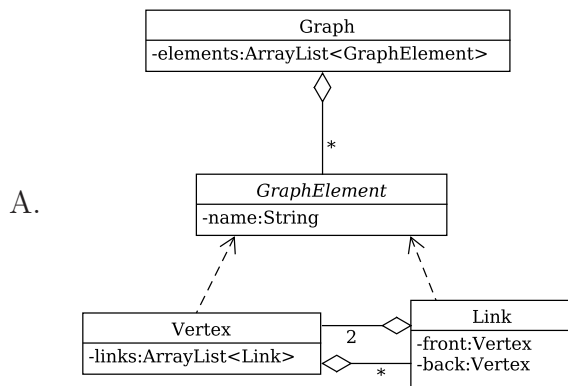 Graph
-elements:ArrayList<GraphElement>
*
A.
GraphElement
-name:String
Vertex
-links:ArrayList<Link>
2
*
Link
-front:Vertex
-back:Vertex